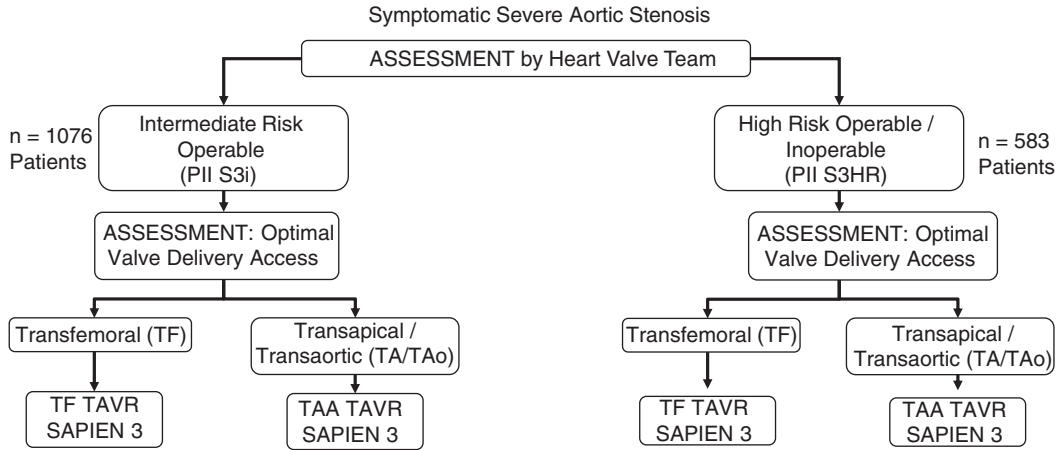 Symptomatic Severe Aortic Stenosis
ASSESSMENT by Heart Valve Team
n = 1076
Patients
Intermediate Risk
Operable
(PII S3i)
High Risk Operable /
Inoperable
(PII S3HR)
n = 583
Patients
ASSESSMENT: Optimal
Valve Delivery Access
ASSESSMENT: Optimal
Valve Delivery Access
Transfemoral (TF)
Transapical /
Transaortic (TA/TAo)
Transfemoral (TF)
Transapical /
Transaortic (TA/TAo)
TF TAVR
SAPIEN 3
TAA TAVR
SAPIEN 3
TF TAVR
SAPIEN 3
TAA TAVR
SAPIEN 3